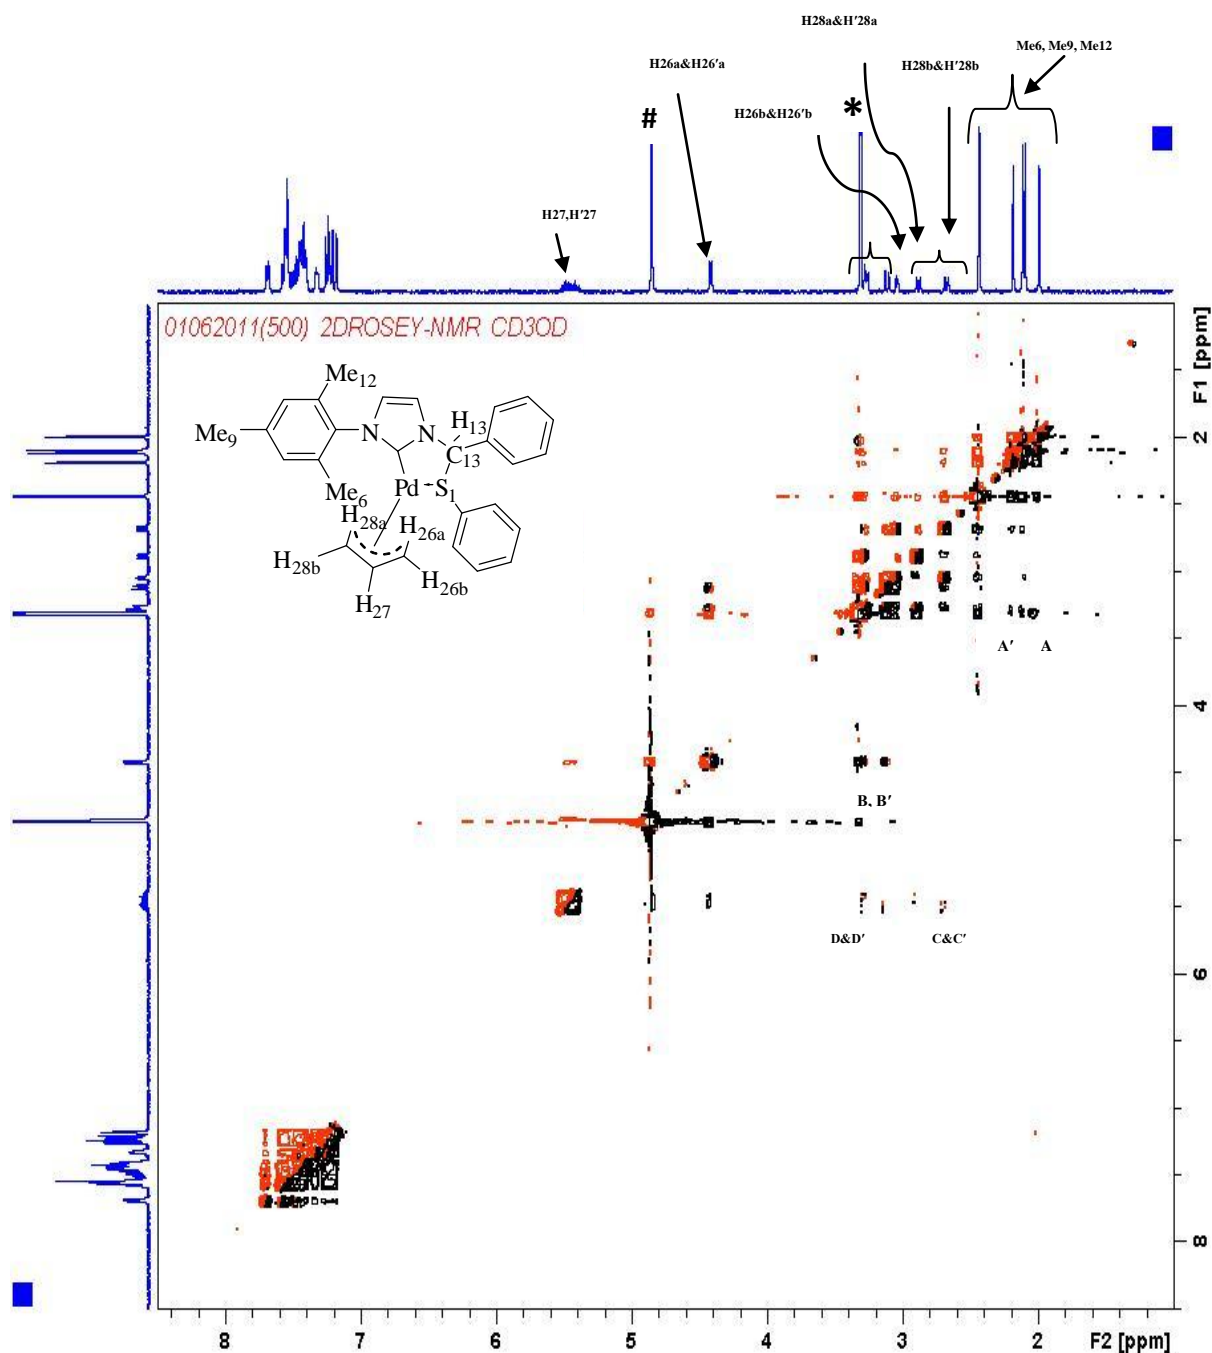 H28a&H'28a
Me6, Me9, Me12
H26a&H26'a
H28b&H'28b
H26b&H26'b
#
*
H27,H'27
01062011(500) 2DROSEY-NMR CD3OD
Me12
H13
Me9
N
N
C13
Pd
S1
Me6
H28a
H26a
H28b
H26b
H27
A'
A
B, B'
D&D'
C&C'
F1 [ppm]
2
4
6
8
8
7
6
5
4
3
2
F2 [ppm]